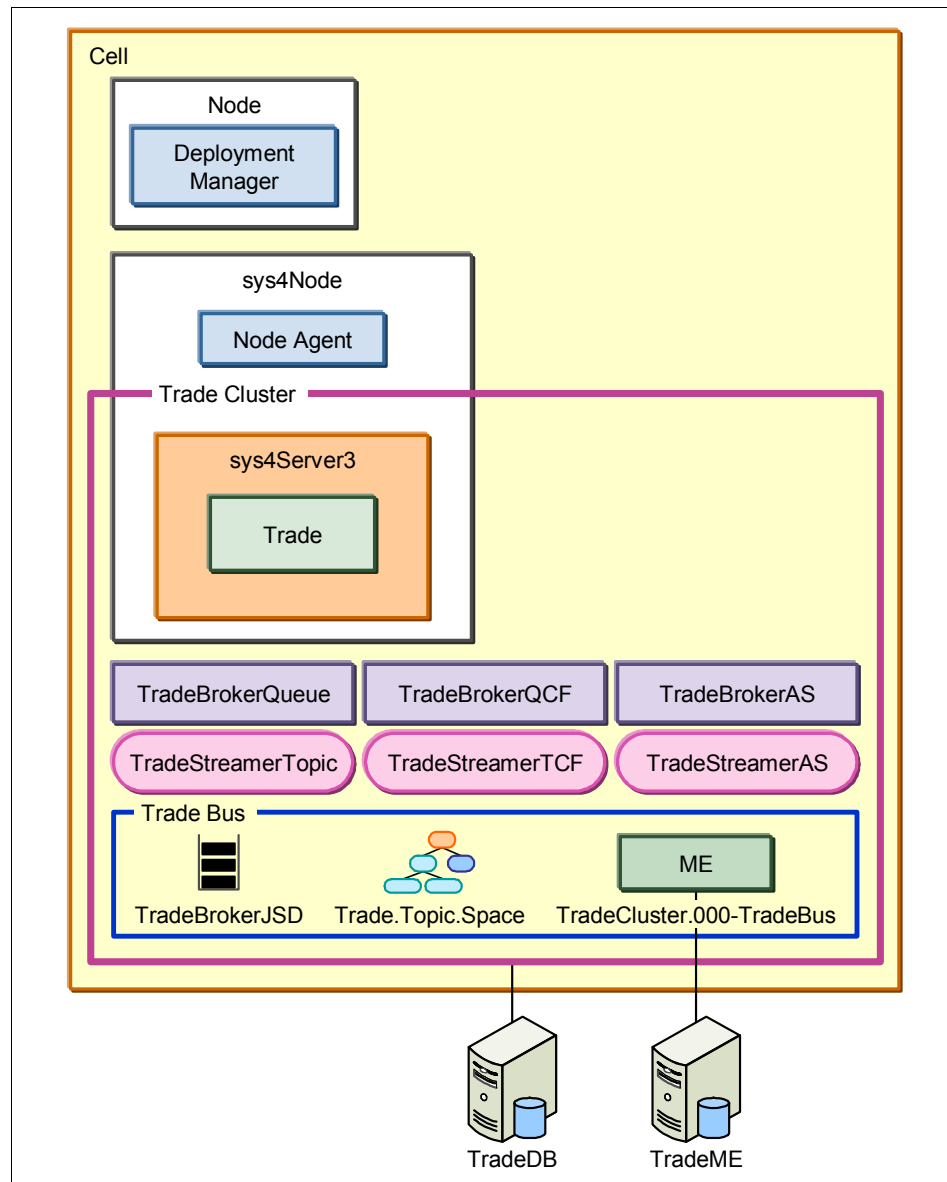 Cell
Node
Deployment
Manager
sys4Node
Node Agent
Trade Cluster
sys4Server3
Trade
TradeBrokerQueue
TradeBrokerQCF
TradeBrokerAS
TradeStreamerTopic
TradeStreamerTCF
TradeStreamerAS
Trade Bus
ME
TradeBrokerJSD
Trade.Topic.Space
TradeCluster.000-TradeBus
TradeDB
TradeME